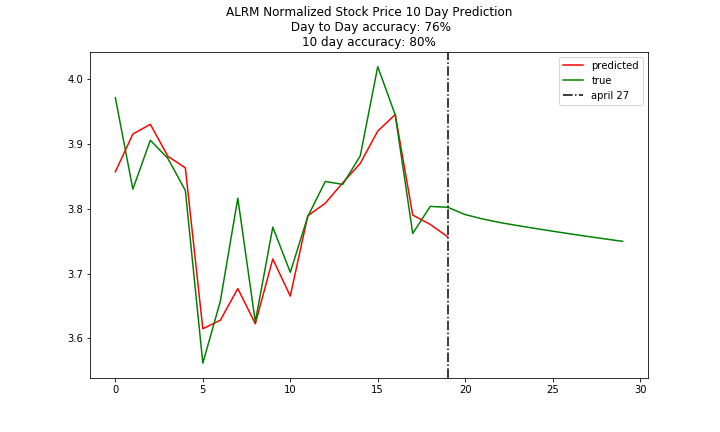 ALRM Normalized Stock Price 10 Day Prediction
Day to Day accuracy: 76%
10 day accuracy: 80%
predicted
true
april 27
4.0
3.9
3.8
3.7
3.6
0 5 10 15 20 25 30